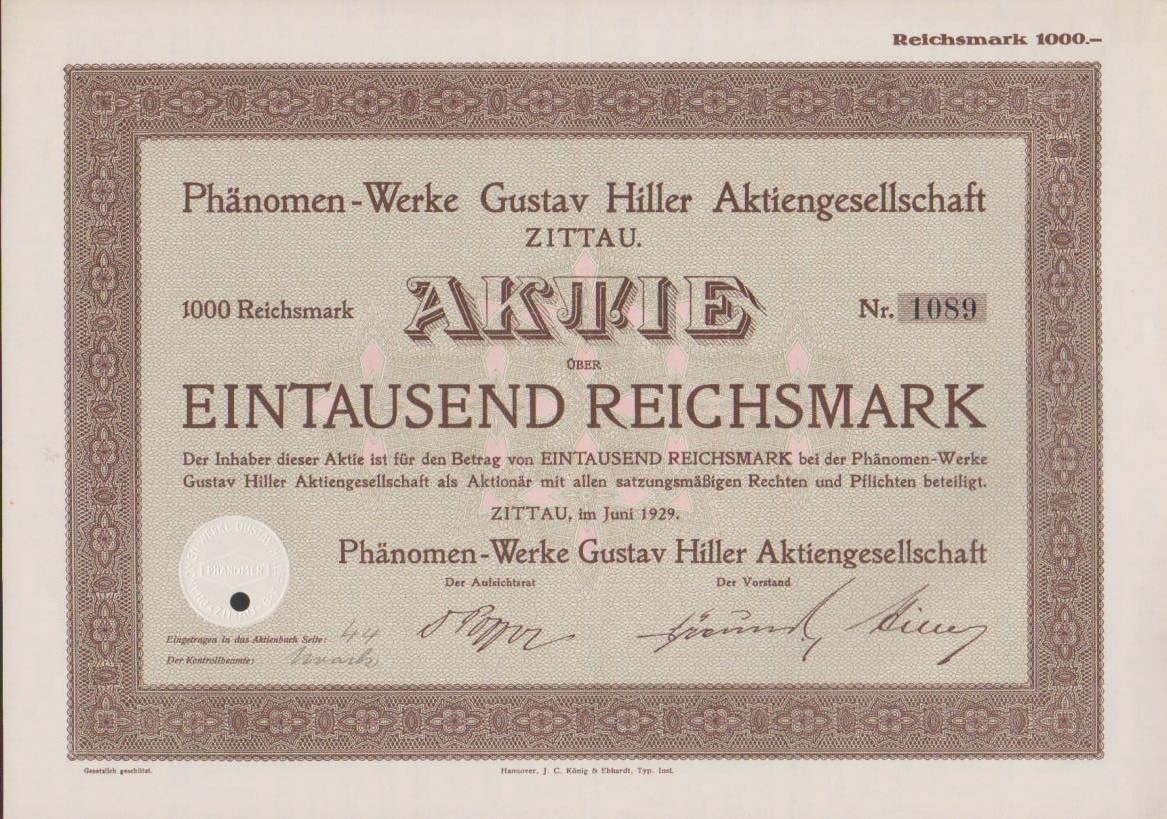 Reichsmark 1000.—
Phänomen-Werke Gustav Hiller Aktiengesellschaft
ZITTAU.
1000 Reichsmark AKTIE Nr. 1089
ÜBER
EINTAUSEND REICHSMARK
Der Inhaber dieser Aktie ist für den Betrag von EINTAUSEND REICHSMARK bei der Phänomen-Werke
Gustav Hiller Aktiengesellschaft als Aktionär mit allen satzungsmäßigen Rechten und Pflichten beteiligt.
ZITTAU, im Juni 1929.
Phänomen-Werke Gustav Hiller Aktiengesellschaft
Der Aufsichtsrat Der Vorstand
PHÄNOMEN
Eingetragen in das Aktienbuch Seite: 44
Der Kontrollbeamte:
Hiller
Gesetzlich geschützt.
Hannover, J. C. König & Ebhardt, Typ. Inst.